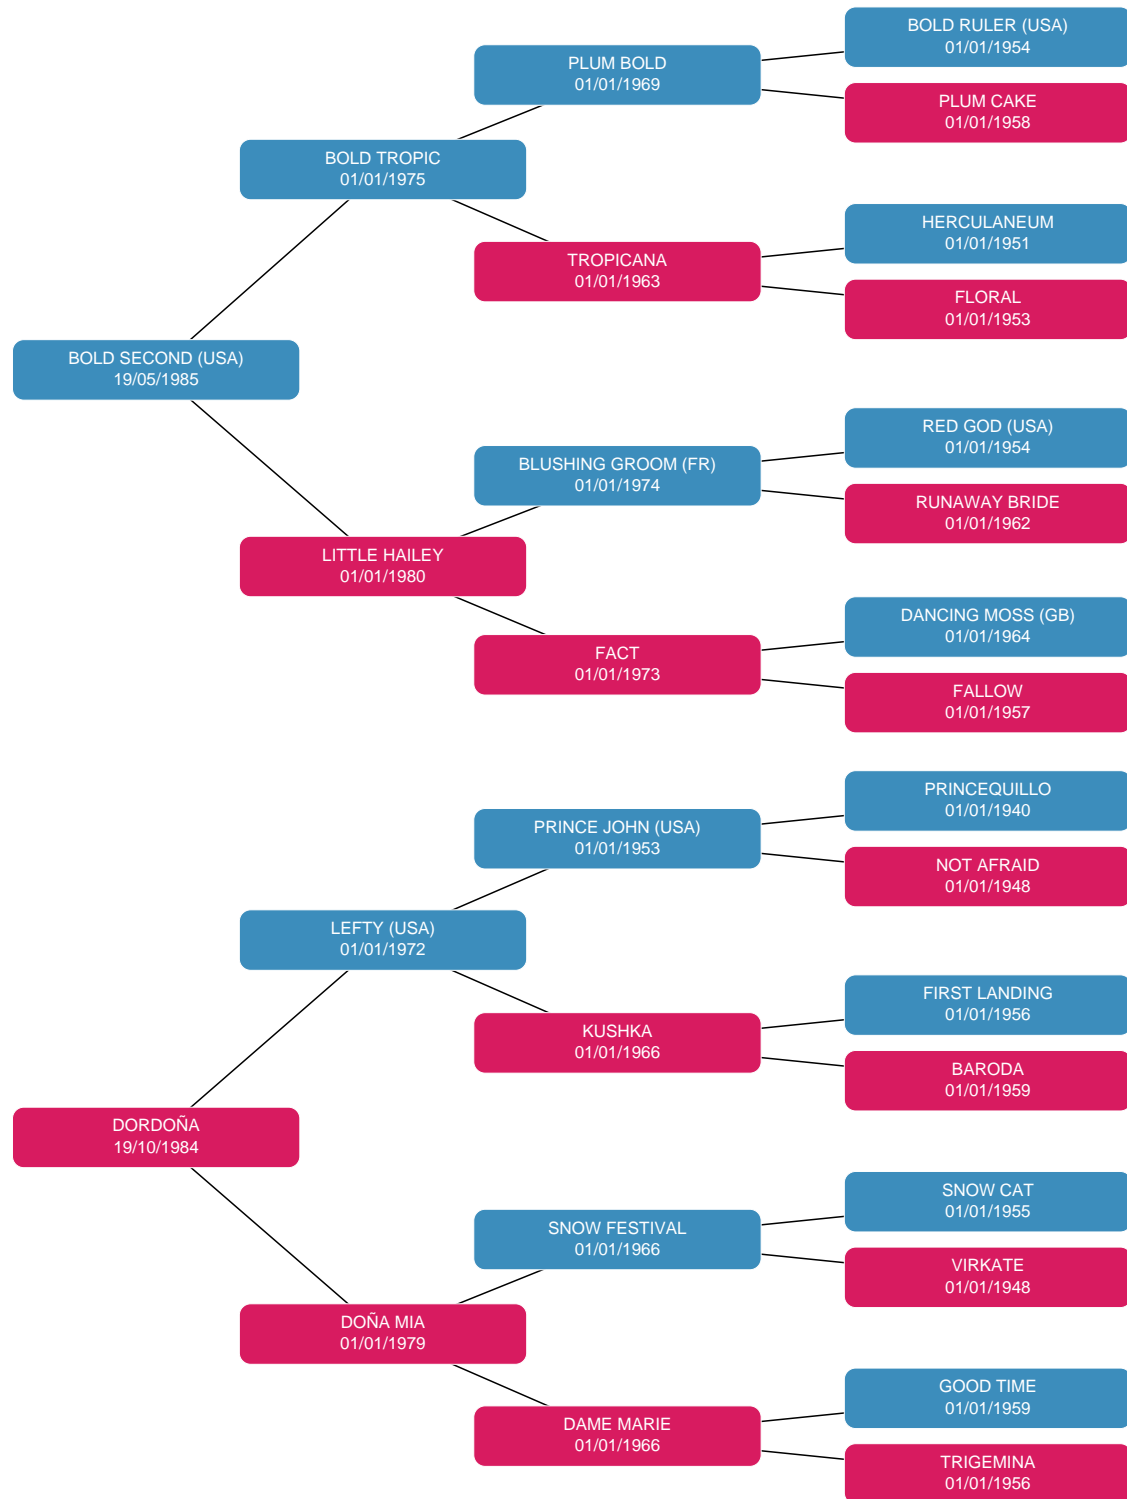 BOLD RULER (USA)
01/01/1954
PLUM BOLD
01/01/1969
PLUM CAKE
01/01/1958
BOLD TROPIC
01/01/1975
HERCULANEUM
01/01/1951
TROPICANA
01/01/1963
FLORAL
01/01/1953
BOLD SECOND (USA)
19/05/1985
RED GOD (USA)
01/01/1954
BLUSHING GROOM (FR)
01/01/1974
RUNAWAY BRIDE
01/01/1962
LITTLE HAILEY
01/01/1980
DANCING MOSS (GB)
01/01/1964
FACT
01/01/1973
FALLOW
01/01/1957
PRINCEQUILLO
01/01/1940
PRINCE JOHN (USA)
01/01/1953
NOT AFRAID
01/01/1948
LEFTY (USA)
01/01/1972
FIRST LANDING
01/01/1956
KUSHKA
01/01/1966
BARODA
01/01/1959
DORDOÑA
19/10/1984
SNOW CAT
01/01/1955
SNOW FESTIVAL
01/01/1966
VIRKATE
01/01/1948
DOÑA MIA
01/01/1979
GOOD TIME
01/01/1959
DAME MARIE
01/01/1966
TRIGEMINA
01/01/1956